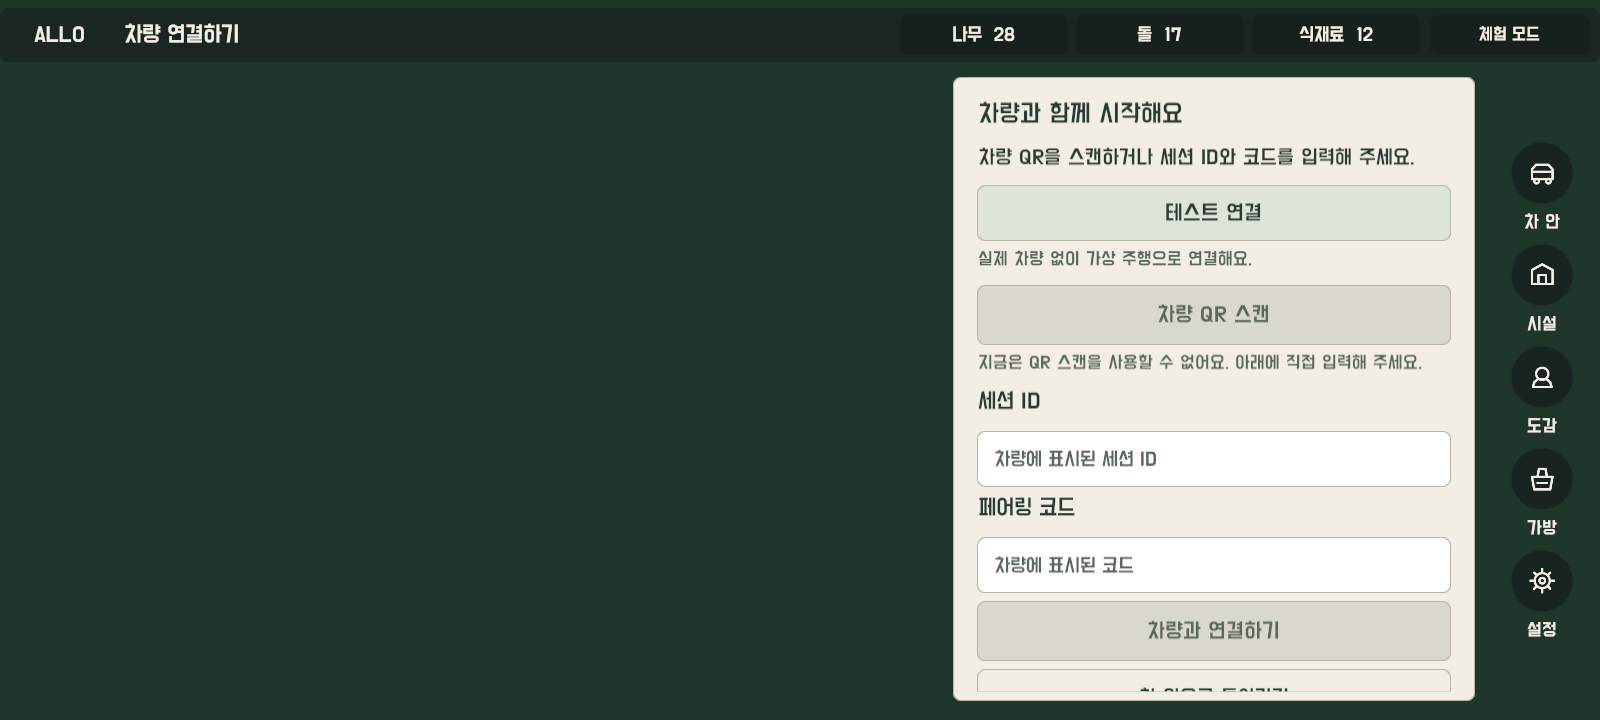 ALLO
차량 연결하기
나무 28
돌 17
식재료 12
체험 모드
차량과 함께 시작해요
차량 QR을 스캔하거나 세션 ID와 코드를 입력해 주세요.
테스트 연결
실제 차량 없이 가상 주행으로 연결해요.
차량 QR 스캔
지금은 QR 스캔을 사용할 수 없어요. 아래에 직접 입력해 주세요.
세션 ID
차량에 표시된 세션 ID
페어링 코드
차량에 표시된 코드
차량과 연결하기
차 안
시설
도감
가방
설정